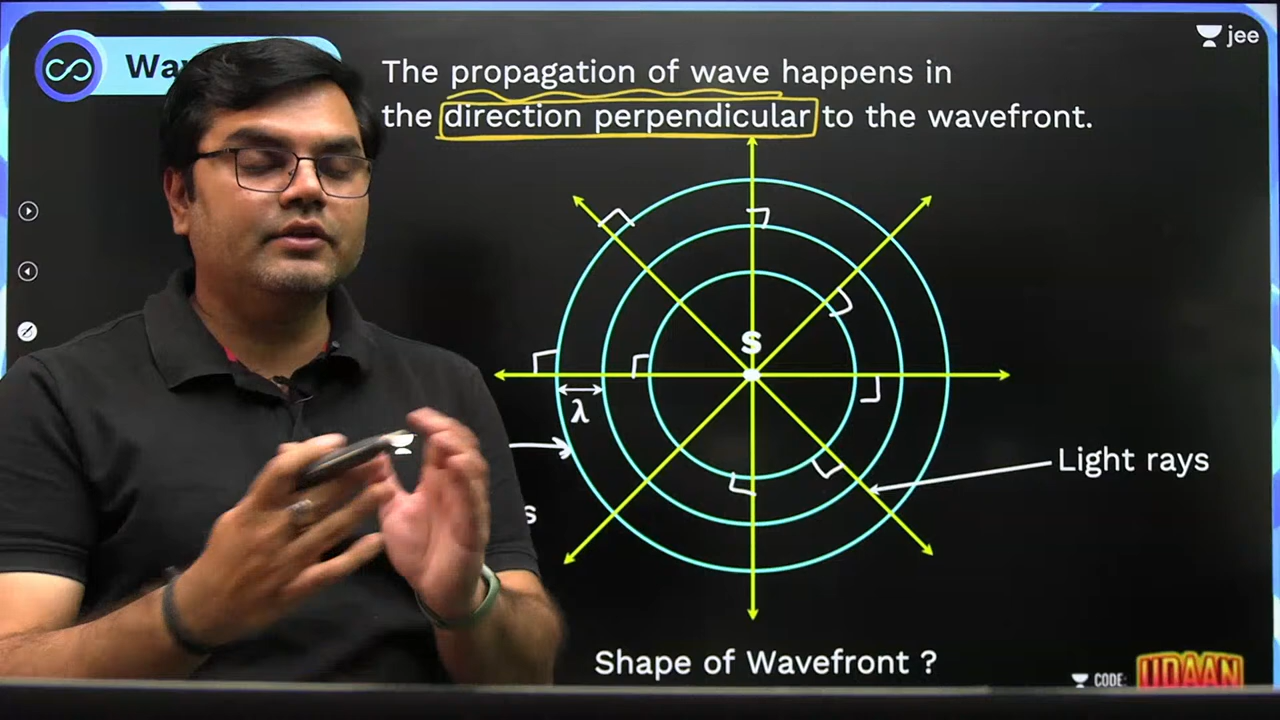 jee
The propagation of wave happens in
the direction perpendicular to the wavefront.
S
λ
Light rays
s
Shape of Wavefront ?
CODE:
UDAAN